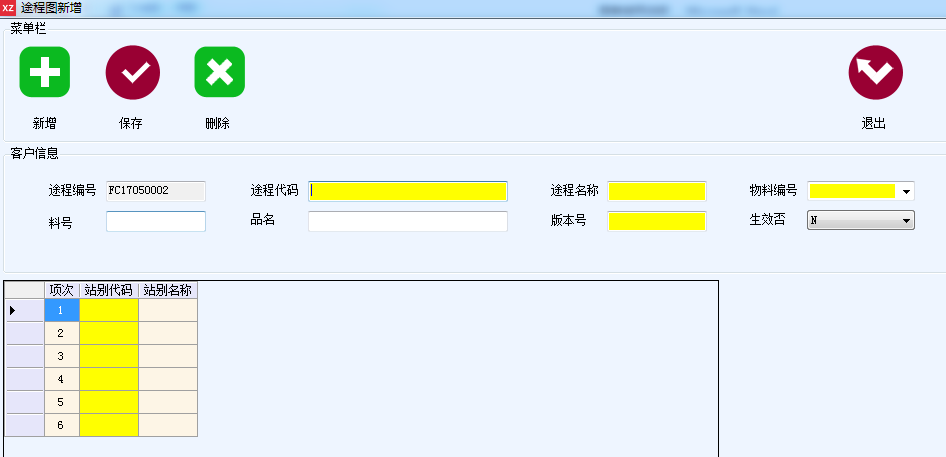 XZ 途程图新增
菜单栏
新增 保存 删除 退出
客户信息
途程编号 FC17050002 途程代码 途程名称 物料编号
料号 品名 版本号 生效否 N
项次 站别代码 站别名称
1
2
3
4
5
6